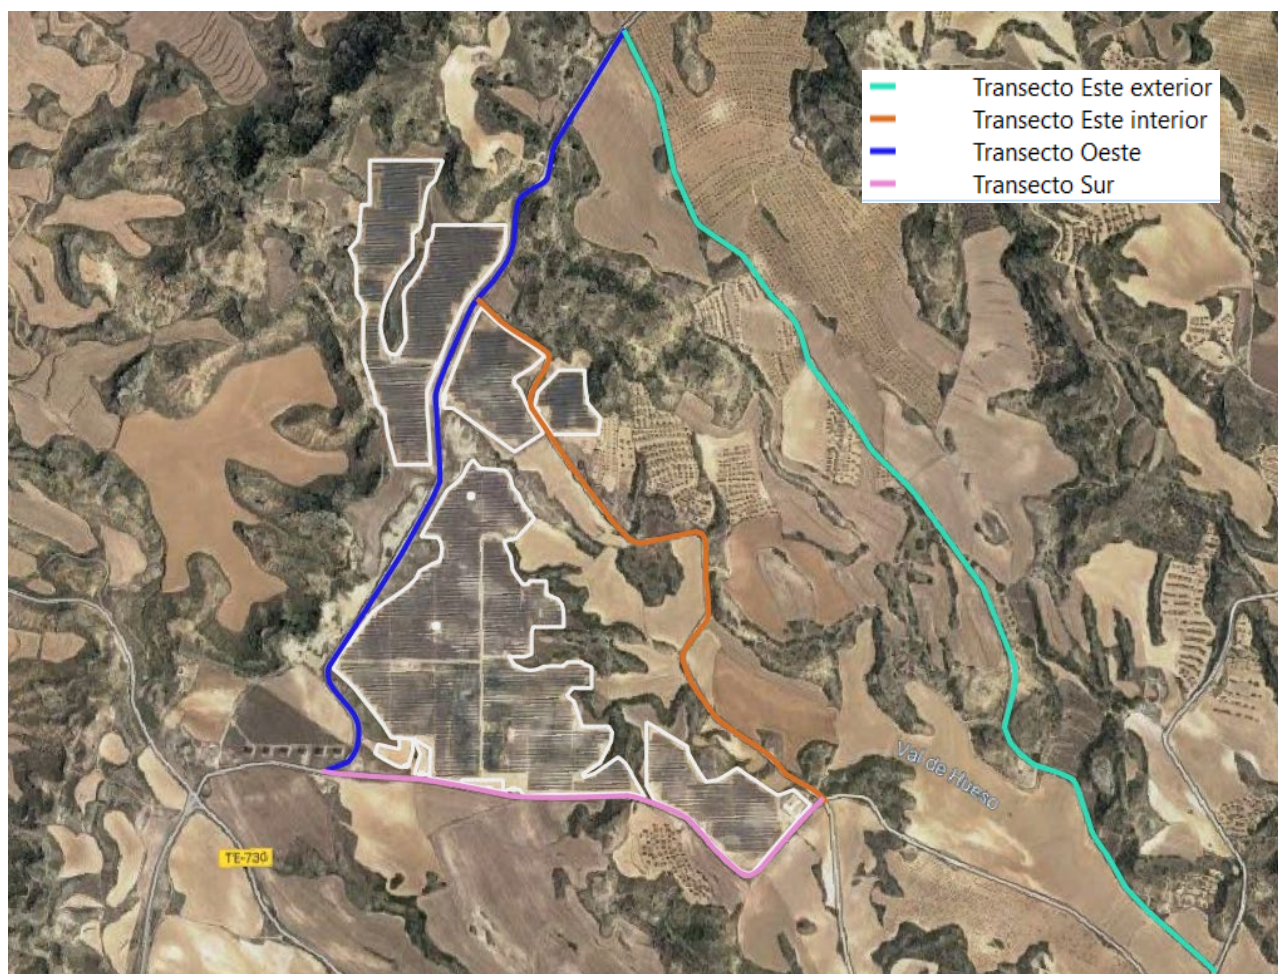 Transecto Este exterior
Transecto Este interior
Transecto Oeste
Transecto Sur
Val de Hueso
TE-730